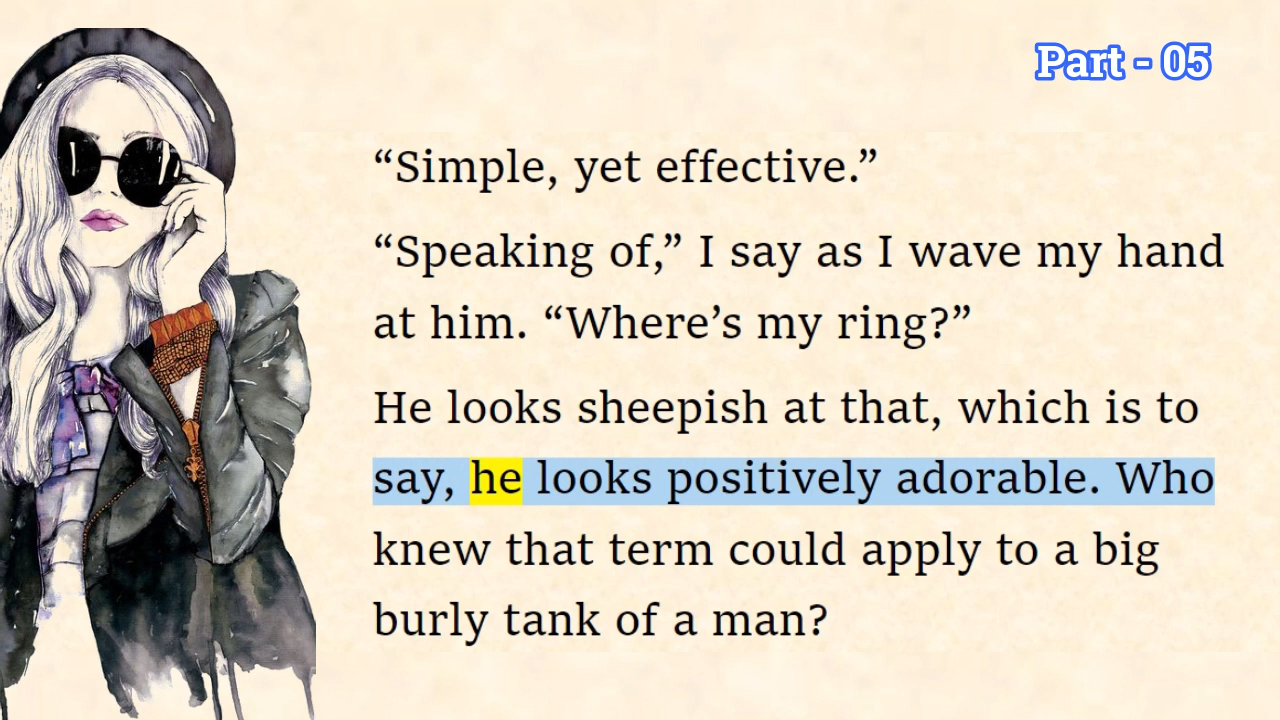 Part - 05
“Simple, yet effective.”
“Speaking of,” I say as I wave my hand
at him. “Where’s my ring?”
He looks sheepish at that, which is to
say, he looks positively adorable. Who
knew that term could apply to a big
burly tank of a man?